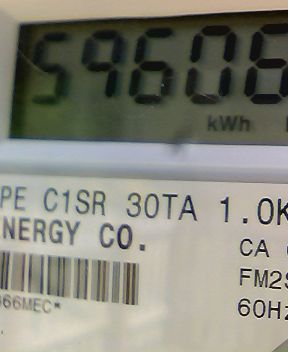 59606
kWh
PE C1SR 30TA 1.0K
NERGY CO.
CA
FM2S
66MEC*
60Hz